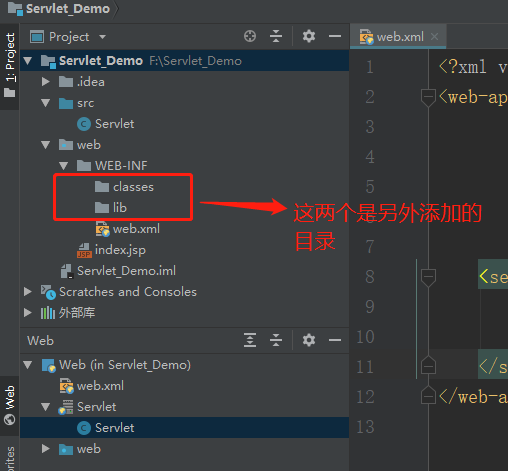 Servlet_Demo
1: Project
Project
Servlet_Demo F:\Servlet_Demo
.idea
src
Servlet
web
WEB-INF
classes
lib
web.xml
index.jsp
Servlet_Demo.iml
Scratches and Consoles
外部库
这两个是另外添加的
目录
web.xml
1 <?xml v
2 <web-ap
3
4
5
6
7
8 <se
9
10
11 </s
12 </web-a
13
Web
Web (in Servlet_Demo)
web.xml
Servlet
Servlet
web
Web
orites